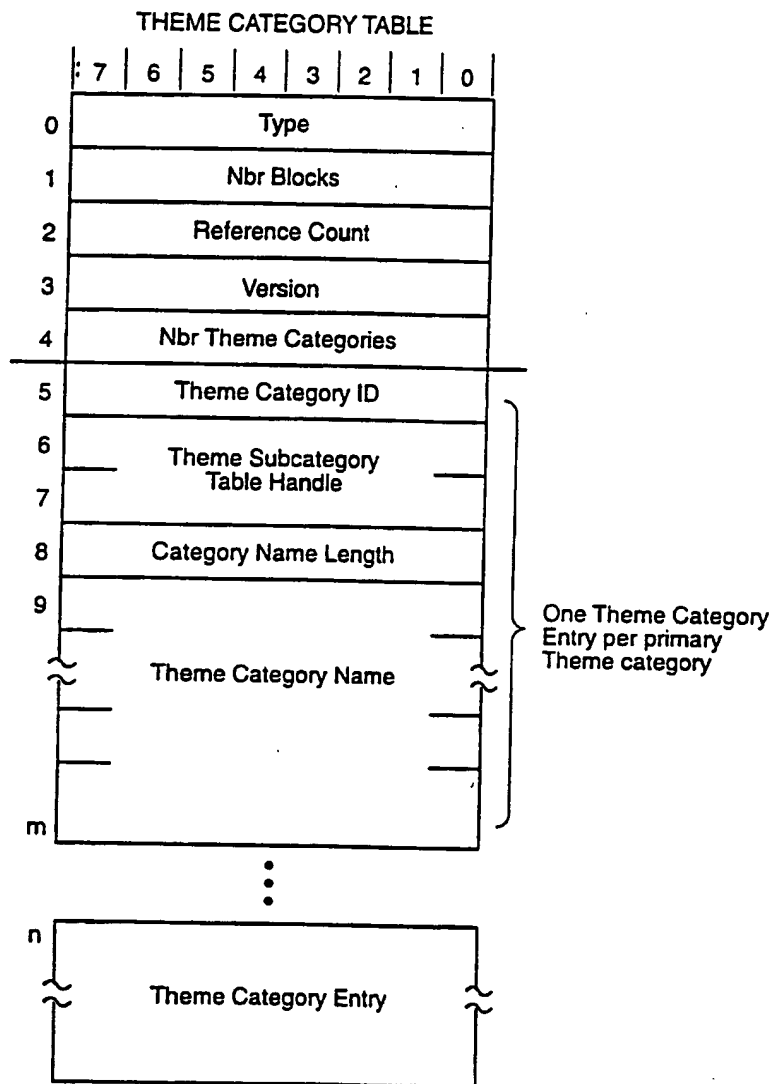 THEME CATEGORY TABLE
7 6 5 4 3 2 1 0
0 Type
1 Nbr Blocks
2 Reference Count
3 Version
4 Nbr Theme Categories
5 Theme Category ID
6 Theme Subcategory
7 Table Handle
8 Category Name Length
9
One Theme Category
Entry per primary
Theme category
Theme Category Name
m
n
Theme Category Entry